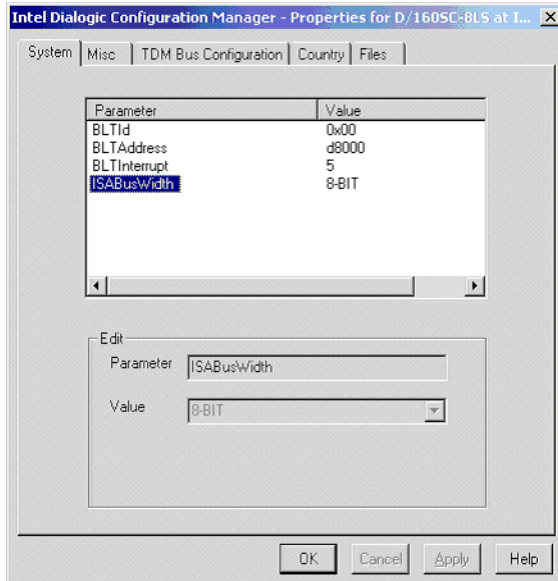 Intel Dialogic Configuration Manager - Properties for D/160SC-8LS at I...
System Misc TDM Bus Configuration Country Files
Parameter Value
BLTId 0x00
BLTAddress d8000
BLTInterrupt 5
ISABusWidth 8-BIT
Edit
Parameter ISABusWidth
Value 8-BIT
OK Cancel Apply Help